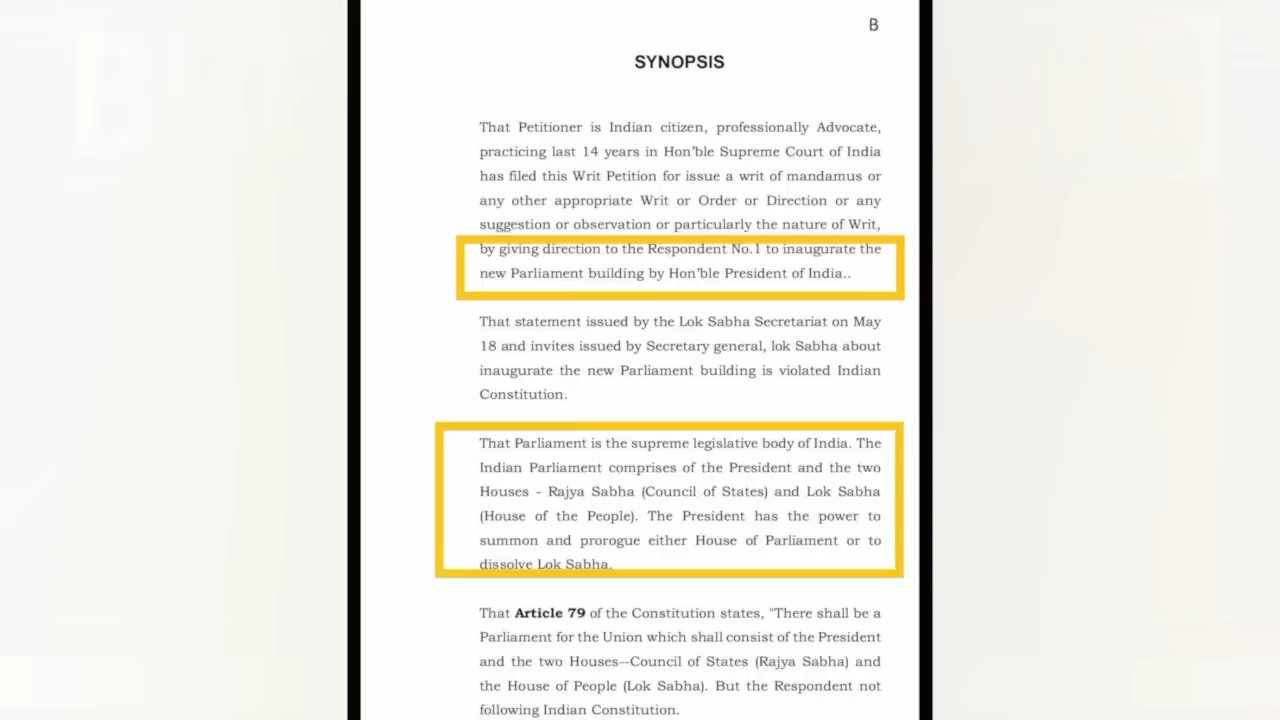 B
SYNOPSIS
That Petitioner is Indian citizen, professionally Advocate,
practicing last 14 years in Hon'ble Supreme Court of India
has filed this Writ Petition for issue a writ of mandamus or
any other appropriate Writ or Order or Direction or any
suggestion or observation or particularly the nature of Writ,
by giving direction to the Respondent No.1 to inaugurate the
new Parliament building by Hon'ble President of India..
That statement issued by the Lok Sabha Secretariat on May
18 and invites issued by Secretary general, lok Sabha about
inaugurate the new Parliament building is violated Indian
Constitution.
That Parliament is the supreme legislative body of India. The
Indian Parliament comprises of the President and the two
Houses - Rajya Sabha (Council of States) and Lok Sabha
(House of the People). The President has the power to
summon and prorogue either House of Parliament or to
dissolve Lok Sabha.
That Article 79 of the Constitution states, "There shall be a
Parliament for the Union which shall consist of the President
and the two Houses--Council of States (Rajya Sabha) and
the House of People (Lok Sabha). But the Respondent not
following Indian Constitution.